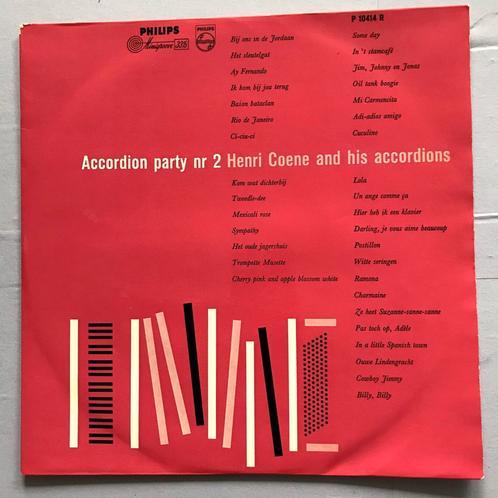 PHILIPS
Minigroove 33⅓
PHILIPS
P 10414 R
Bij ons in de Jordaan
Het sleutelgat
Ay Fernando
Ik kom bij jou terug
Baion bataclan
Rio de Janeiro
Ci-ciu-ci
Some day
In 't stamcafé
Jim, Johnny en Jonas
Oil tank boogie
Mi Carmencita
Adi-adios amigo
Cuculino
Accordion party nr 2 Henri Coene and his accordions
Kom wat dichterbij
Tweedle-dee
Mexicali rose
Sympathy
Het oude jagershuis
Trompette Musette
Cherry pink and apple blossom white
Lola
Un ange comme ça
Hier heb ik een klavier
Darling, je vous aime beaucoup
Postillon
Witte seringen
Ramona
Charmaine
Ze heet Suzanne-sanne-sanne
Pas toch op, Adèle
In a little Spanish town
Ouwe Lindengracht
Cowboy Jimmy
Billy, Billy